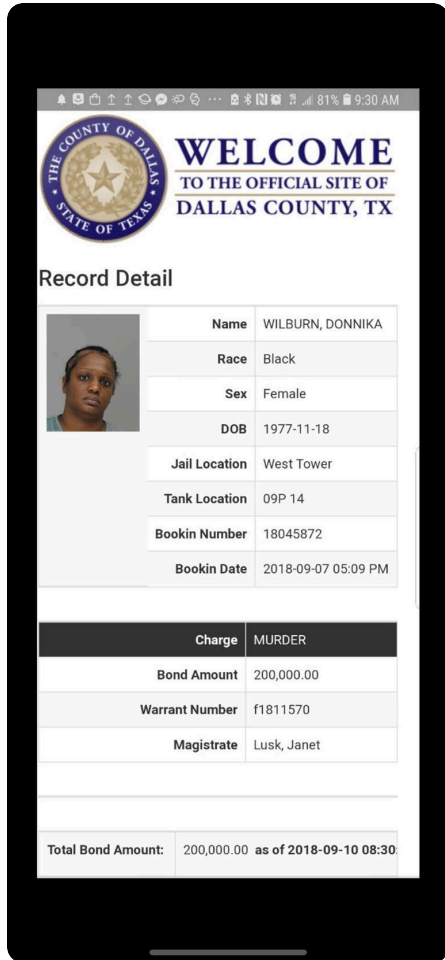 81% 9:30 AM
THE COUNTY OF DALLAS
STATE OF TEXAS
WELCOME
TO THE OFFICIAL SITE OF
DALLAS COUNTY, TX
Record Detail
Name WILBURN, DONNIKA
Race Black
Sex Female
DOB 1977-11-18
Jail Location West Tower
Tank Location 09P 14
Bookin Number 18045872
Bookin Date 2018-09-07 05:09 PM
Charge MURDER
Bond Amount 200,000.00
Warrant Number f1811570
Magistrate Lusk, Janet
Total Bond Amount: 200,000.00 as of 2018-09-10 08:30: